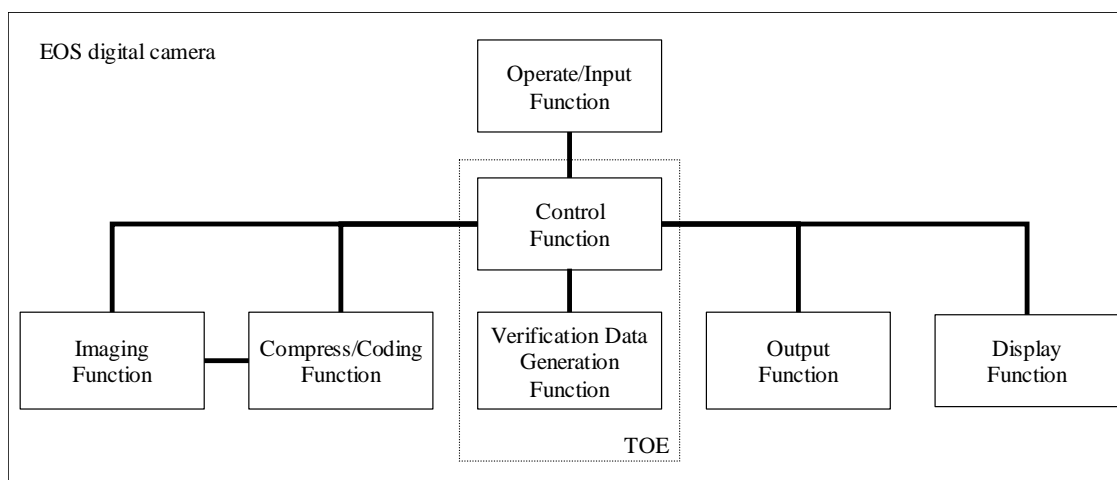 EOS digital camera
Operate/Input
Function
Control
Function
Imaging
Function
Compress/Coding
Function
Verification Data
Generation
Function
Output
Function
Display
Function
TOE